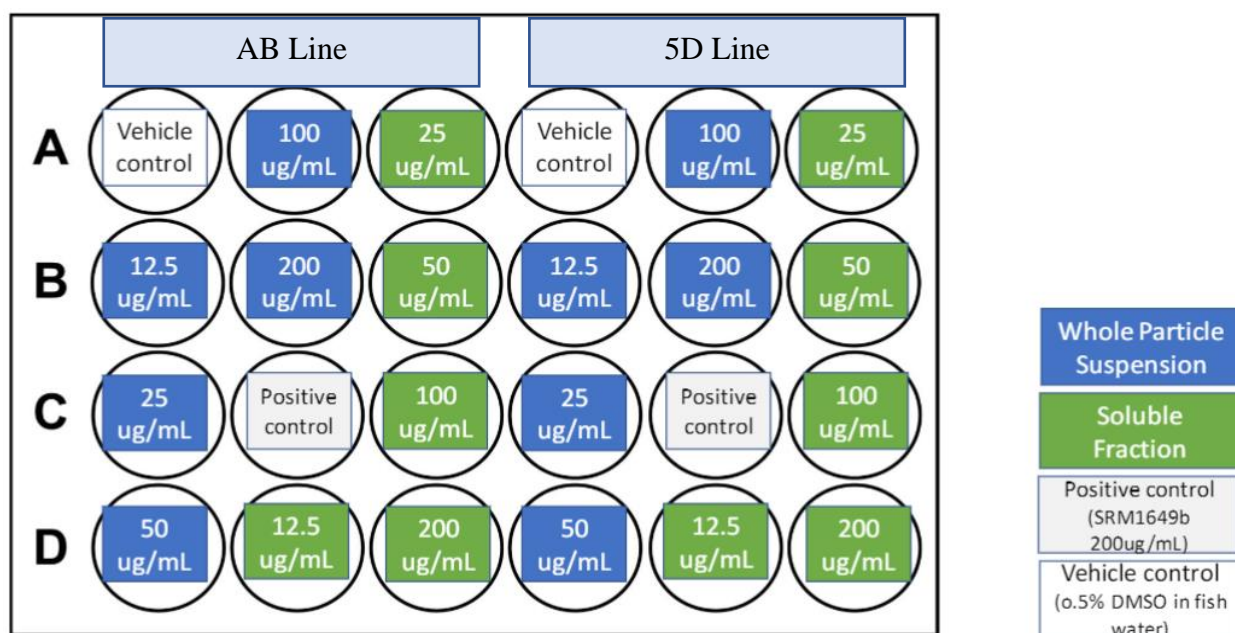 AB Line
5D Line
A
Vehicle
control
100
ug/mL
25
ug/mL
Vehicle
control
100
ug/mL
25
ug/mL
B
12.5
ug/mL
200
ug/mL
50
ug/mL
12.5
ug/mL
200
ug/mL
50
ug/mL
C
25
ug/mL
Positive
control
100
ug/mL
25
ug/mL
Positive
control
100
ug/mL
D
50
ug/mL
12.5
ug/mL
200
ug/mL
50
ug/mL
12.5
ug/mL
200
ug/mL
Whole Particle
Suspension
Soluble
Fraction
Positive control
(SRM1649b
200ug/mL)
Vehicle control
(o.5% DMSO in fish
water)